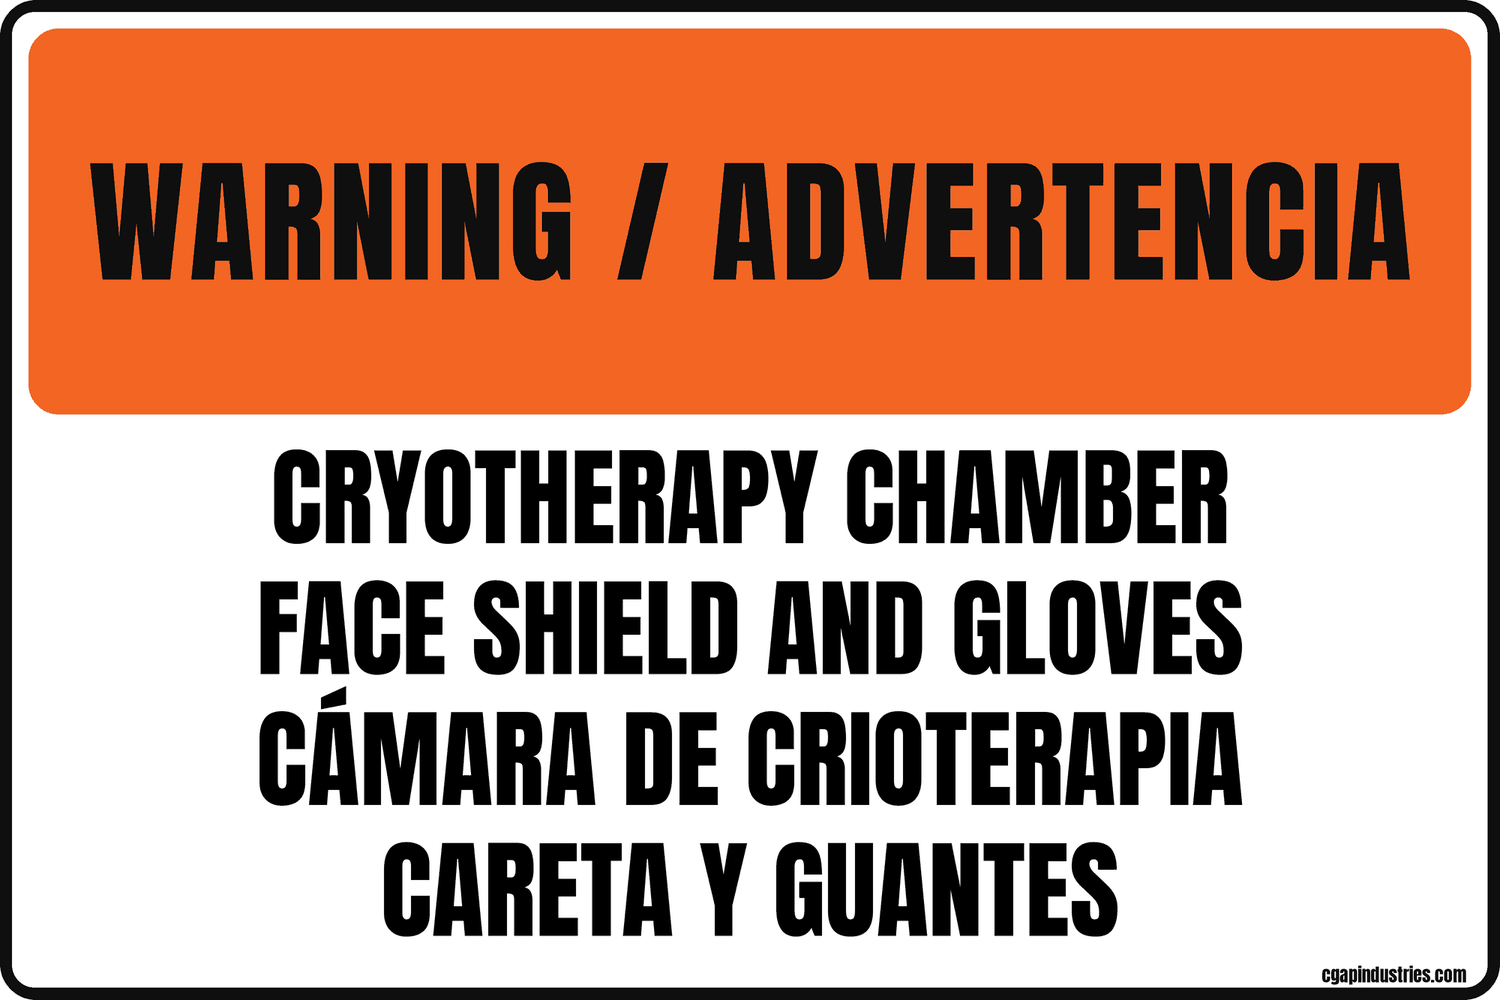 WARNING / ADVERTENCIA
CRYOTHERAPY CHAMBER
FACE SHIELD AND GLOVES
CÁMARA DE CRIOTERAPIA
CARETA Y GUANTES
cgapindustries.com